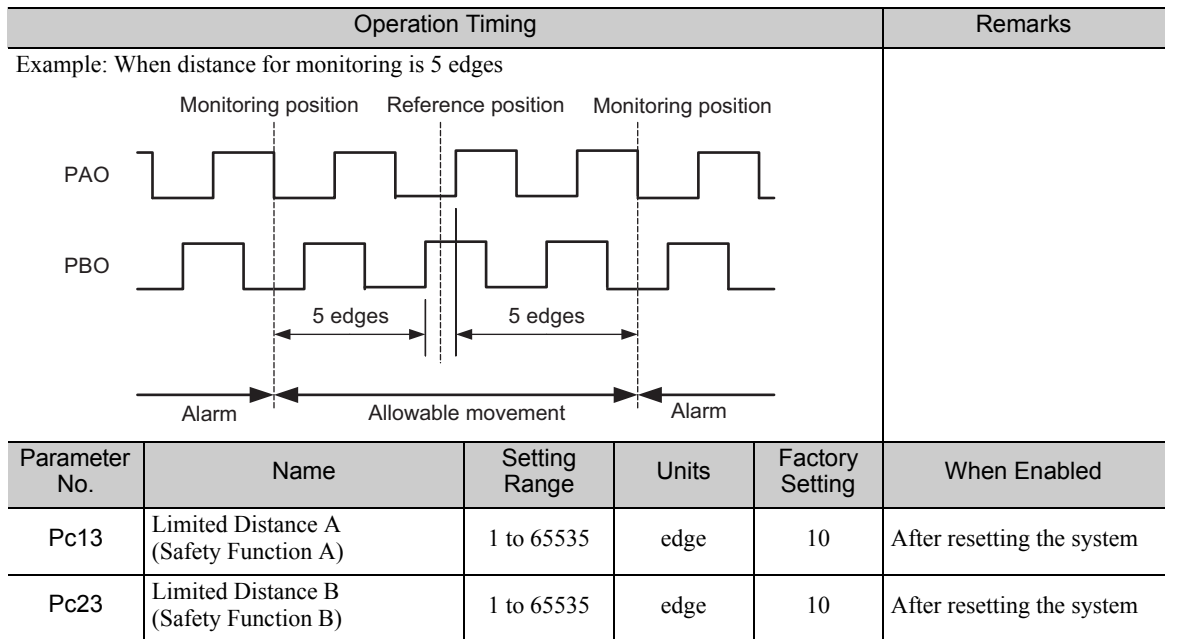 Operation Timing Remarks
Example: When distance for monitoring is 5 edges
Monitoring position Reference position Monitoring position
PAO
PBO
5 edges 5 edges
Alarm Allowable movement Alarm
Parameter No. Name Setting Range Units Factory Setting When Enabled
Pc13 Limited Distance A (Safety Function A) 1 to 65535 edge 10 After resetting the system
Pc23 Limited Distance B (Safety Function B) 1 to 65535 edge 10 After resetting the system